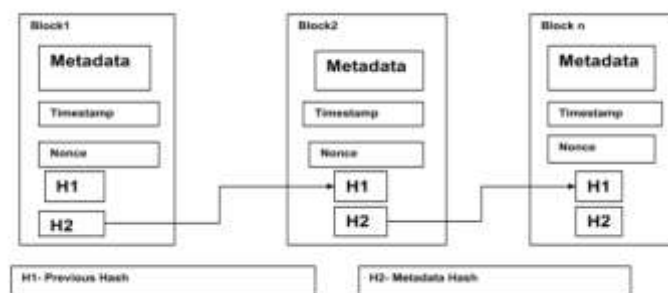 Block1
Metadata
Timestamp
Nonce
H1
H2
Block2
Metadata
Timestamp
Nonce
H1
H2
Block n
Metadata
Timestamp
Nonce
H1
H2
H1- Previous Hash
H2- Metadata Hash